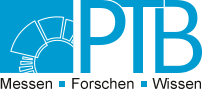 PTB
Messen ▪ Forschen ▪ Wissen